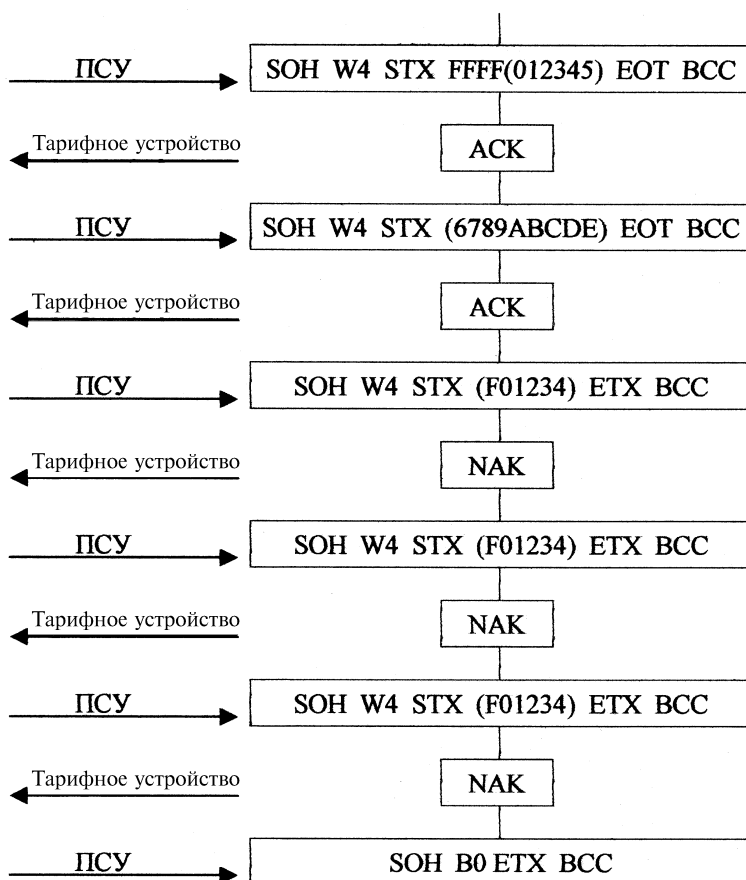 ПСУ SOH W4 STX FFFF(012345) EOT BCC
Тарифное устройство ACK
ПСУ SOH W4 STX (6789ABCDE) EOT BCC
Тарифное устройство ACK
ПСУ SOH W4 STX (F01234) ETX BCC
Тарифное устройство NAK
ПСУ SOH W4 STX (F01234) ETX BCC
Тарифное устройство NAK
ПСУ SOH W4 STX (F01234) ETX BCC
Тарифное устройство NAK
ПСУ SOH B0 ETX BCC